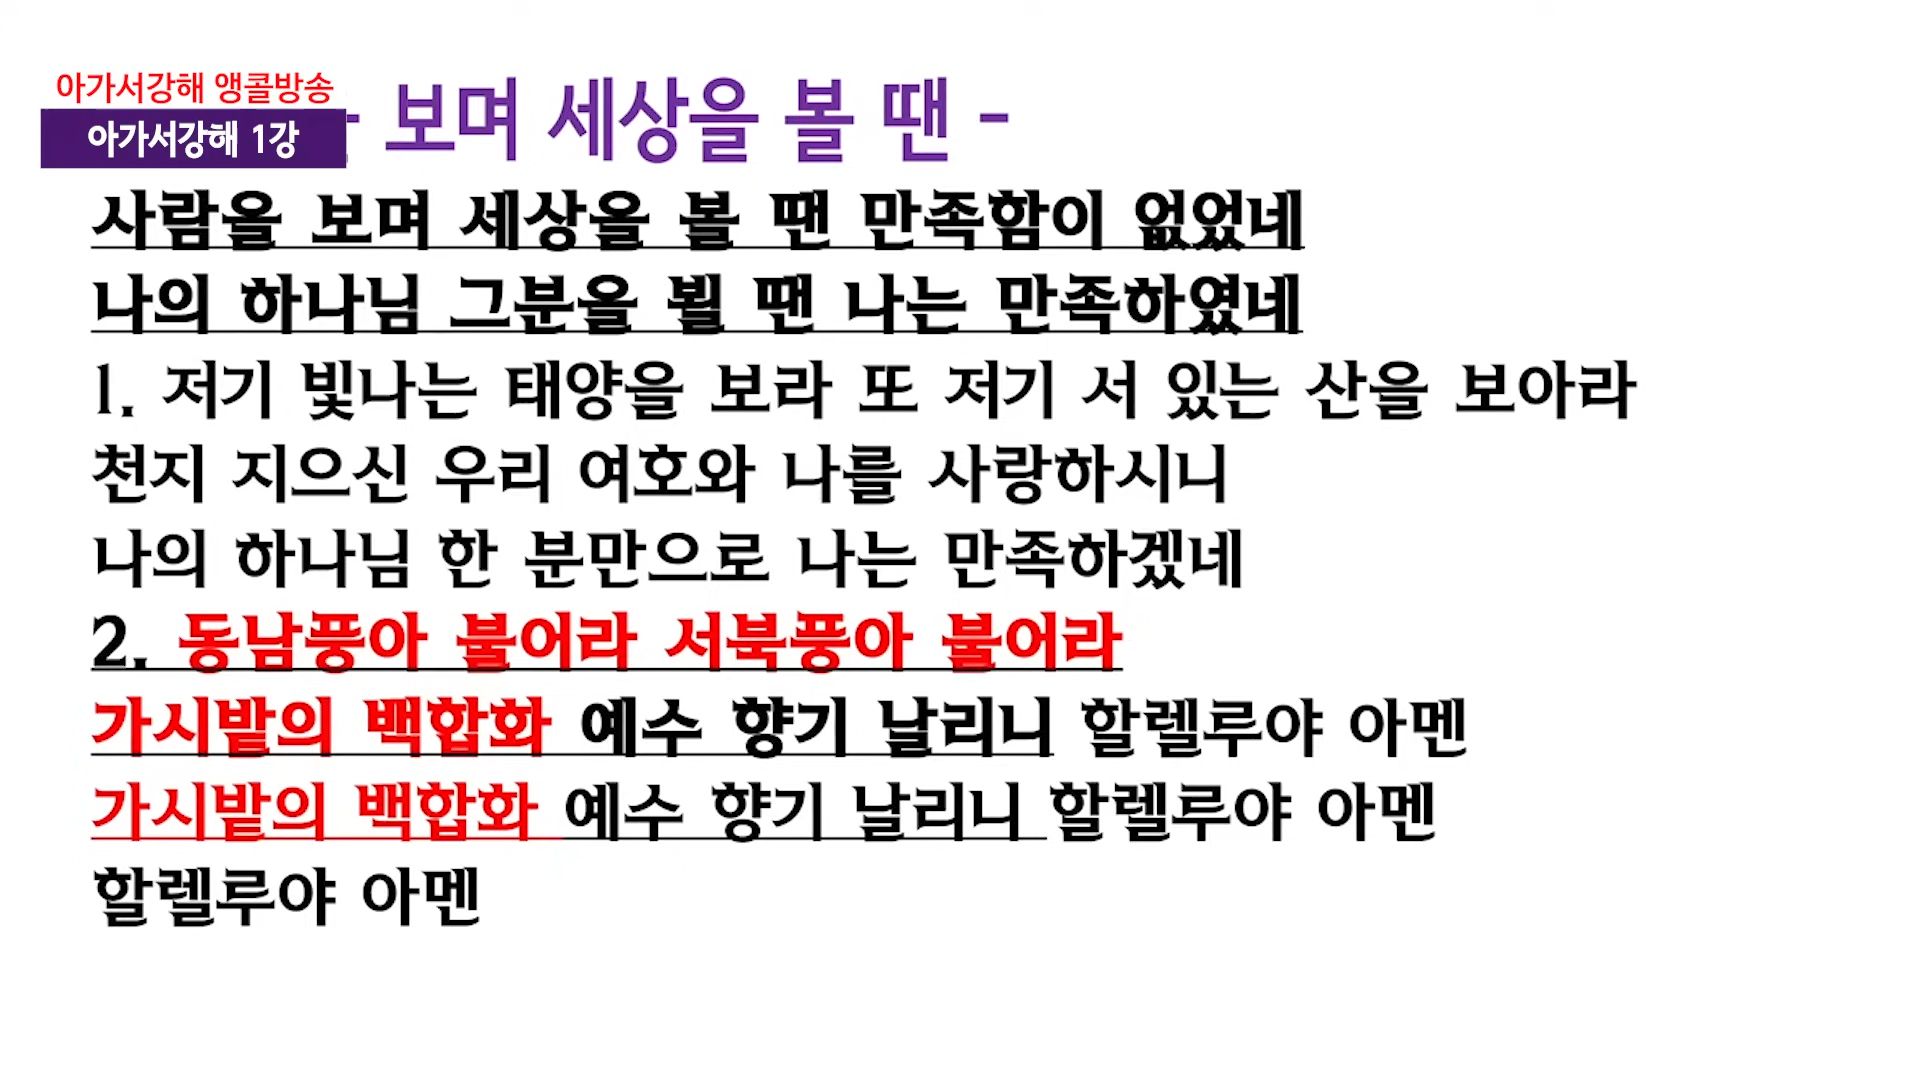 아가서강해 앵콜방송
아가서강해 1강
보며 세상을 볼 땐 -
사람을 보며 세상을 볼 땐 만족함이 없었네
나의 하나님 그분을 뵐 땐 나는 만족하였네
1. 저기 빛나는 태양을 보라 또 저기 서 있는 산을 보아라
천지 지으신 우리 여호와 나를 사랑하시니
나의 하나님 한 분만으로 나는 만족하겠네
2. 동남풍아 불어라 서북풍아 불어라
가시밭의 백합화 예수 향기 날리니 할렐루야 아멘
가시밭의 백합화 예수 향기 날리니 할렐루야 아멘
할렐루야 아멘